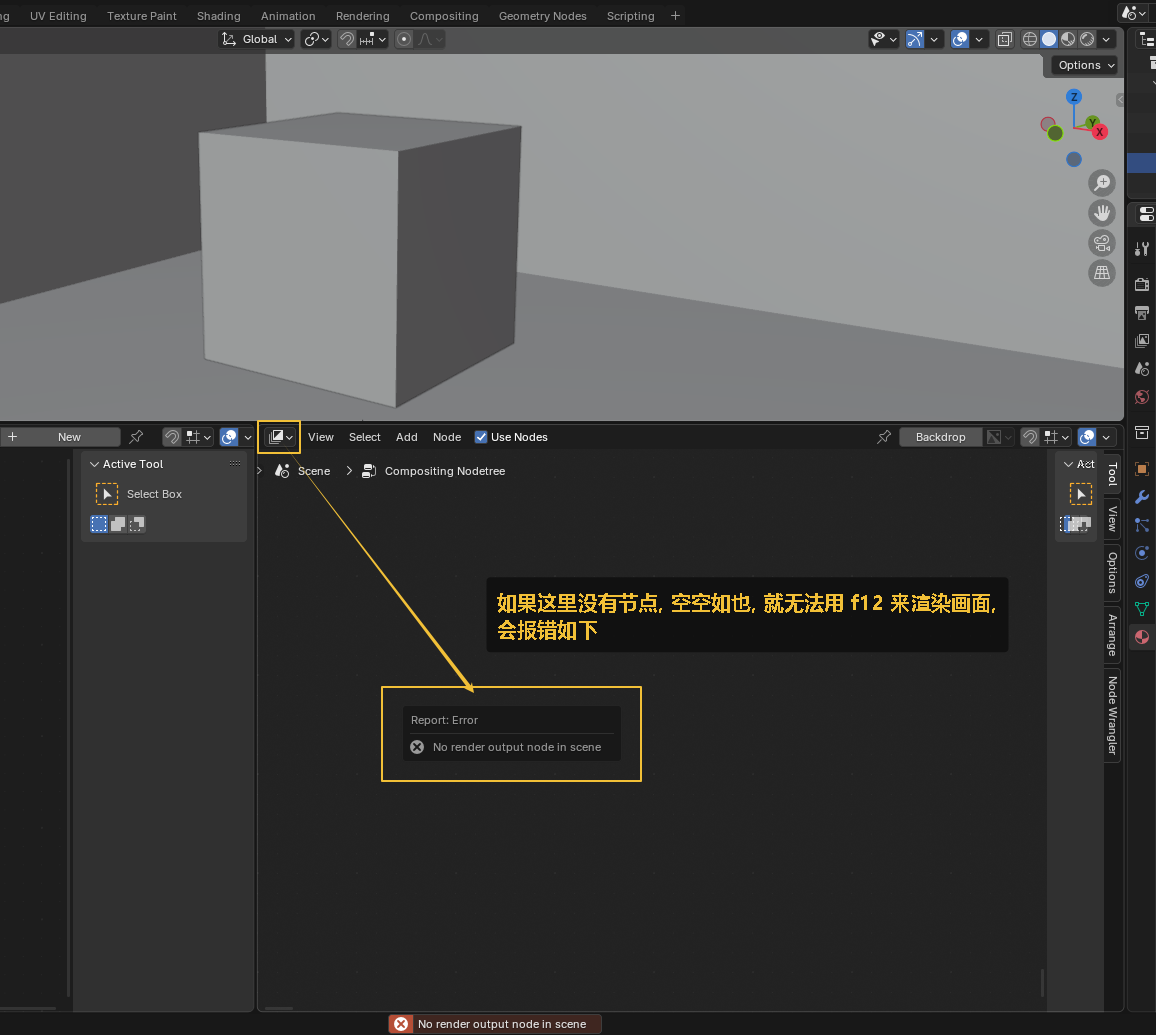 UV Editing
Texture Paint
Shading
Animation
Rendering
Compositing
Geometry Nodes
Scripting
Global
Options
Z
Y
X
New
View
Select
Add
Node
Use Nodes
Backdrop
Active Tool
Select Box
Scene
Compositing Nodetree
Act
Tool
View
Options
Arrange
Node Wrangler
如果这里没有节点, 空空如也, 就无法用 f12 来渲染画面,
会报错如下
Report: Error
No render output node in scene
No render output node in scene